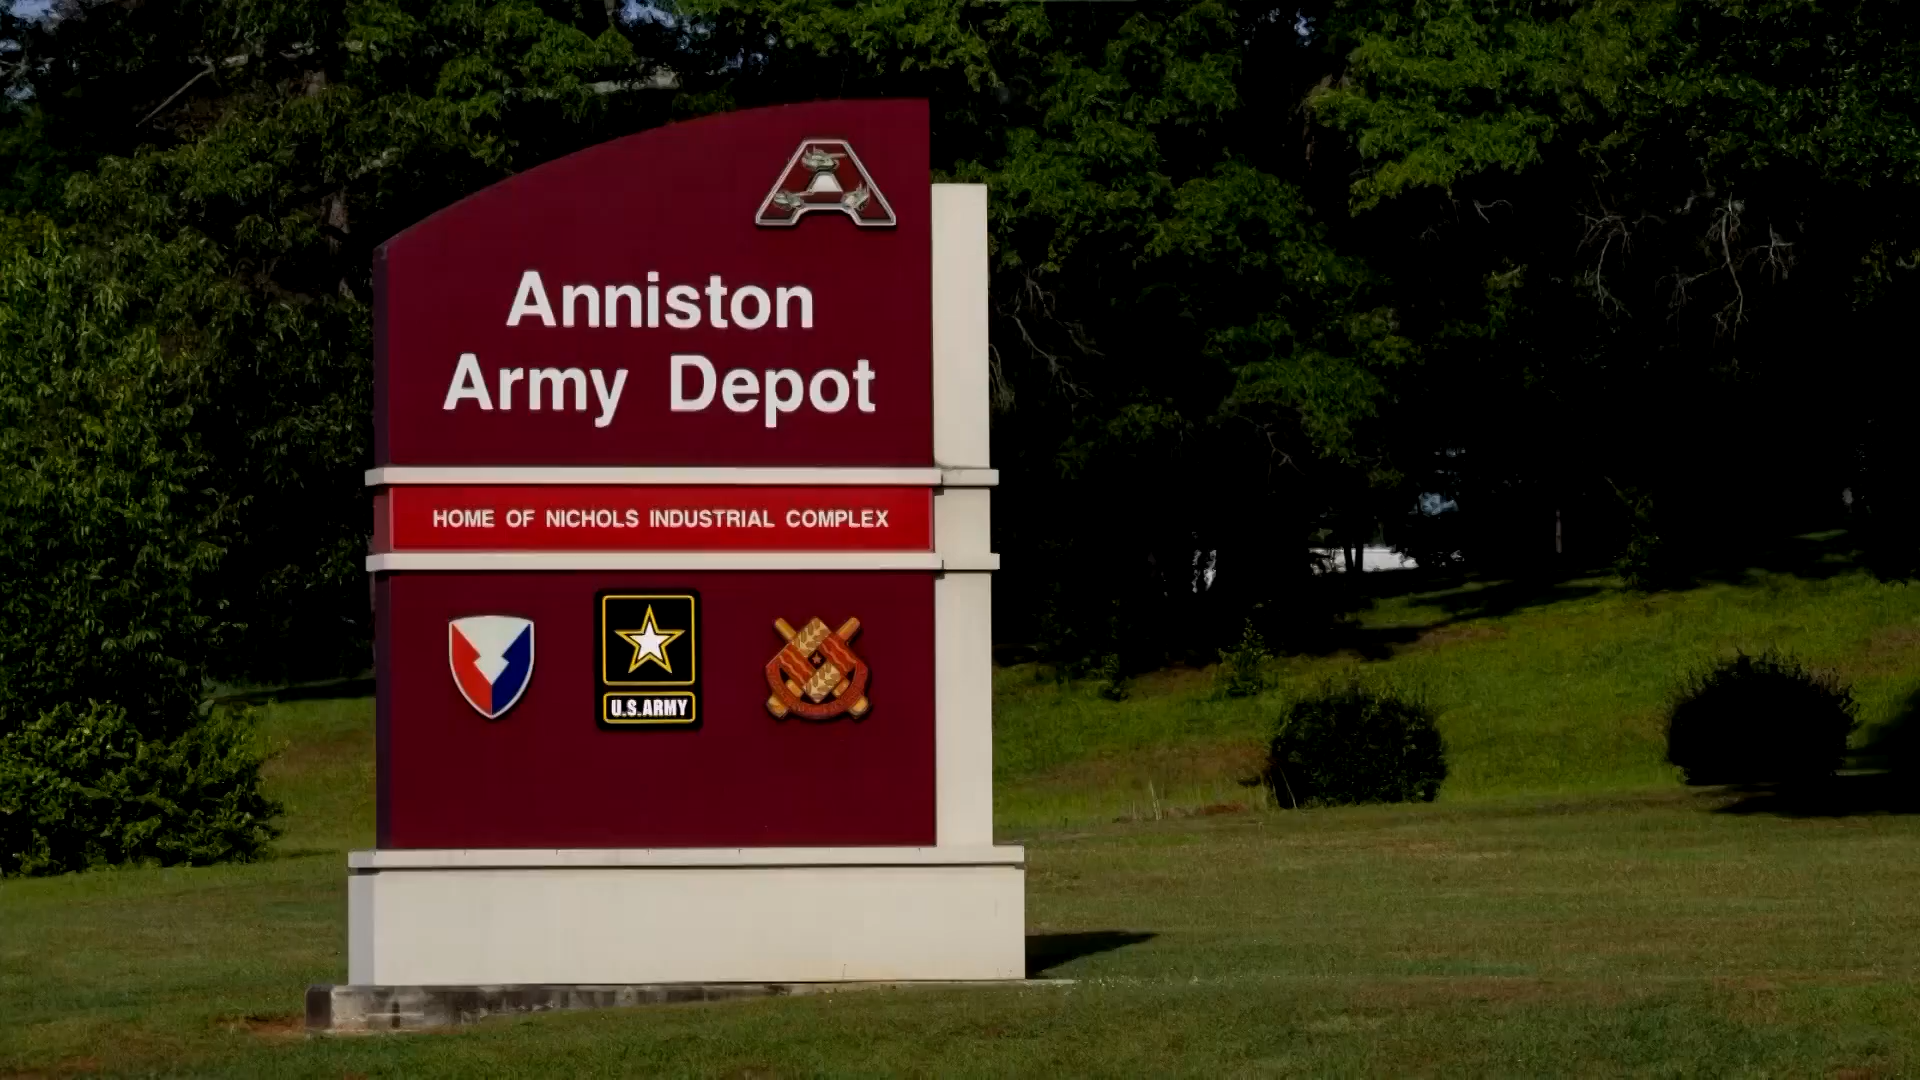 A
Anniston
Army Depot
HOME OF NICHOLS INDUSTRIAL COMPLEX
U.S.ARMY